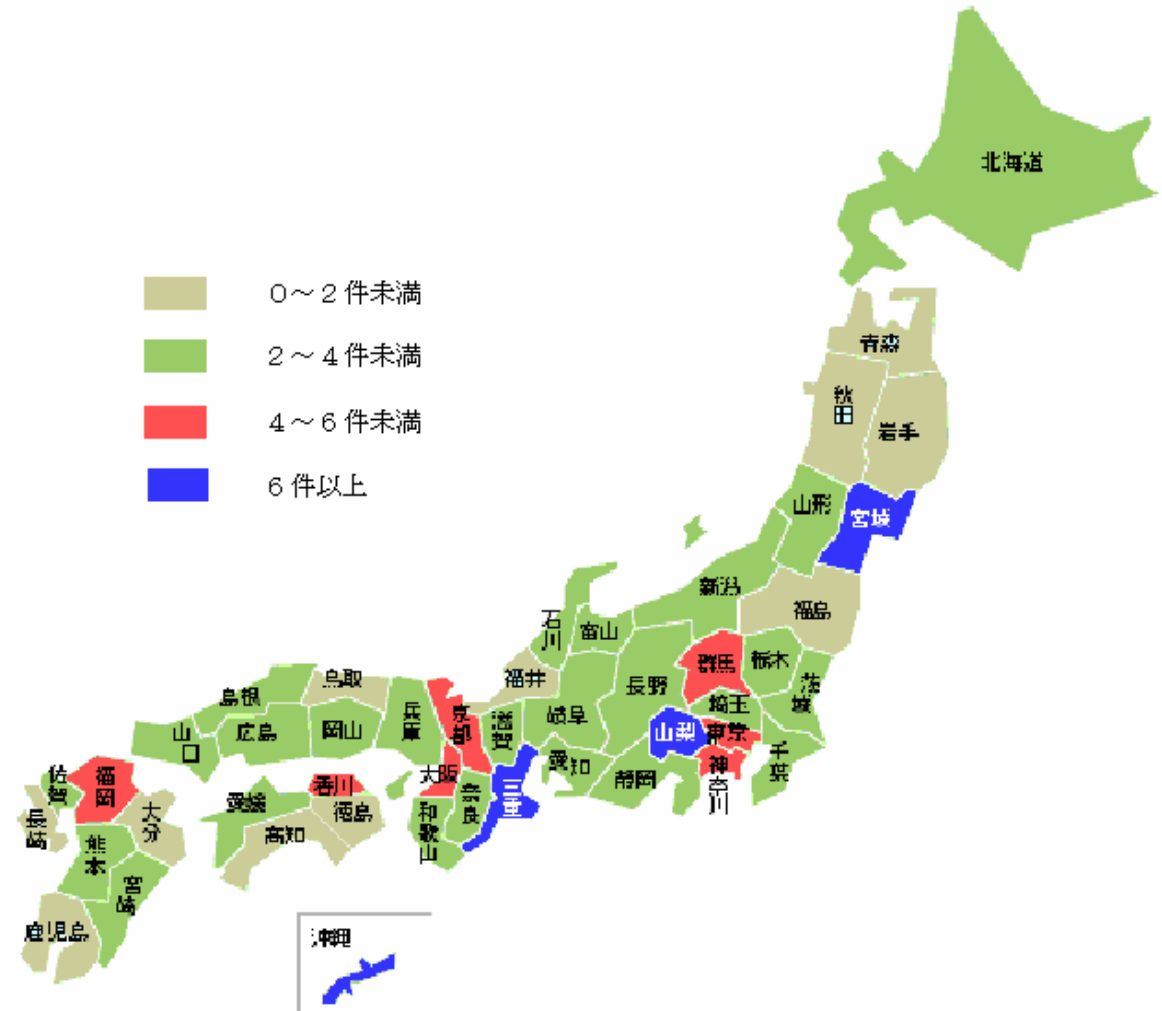 北海道
0～2件未満
2～4件未満
4～6件未満
6件以上
青森
秋田
岩手
山形
宮城
新潟
福島
石川
富山
群馬
栃木
茨城
福井
長野
埼玉
鳥取
島根
兵庫
京都
滋賀
岐阜
山梨
東京
千葉
山口
広島
岡山
愛知
静岡
神奈川
大阪
三重
奈良
和歌山
香川
愛媛
徳島
高知
佐賀
福岡
長崎
大分
熊本
宮崎
鹿児島
沖縄